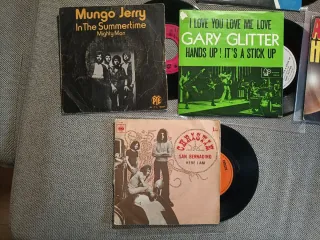 Mungo Jerry
In The Summertime
Mighty Man
PYE
I LOVE YOU LOVE ME LOVE
GARY GLITTER
HANDS UP! IT'S A STICK UP
CHRISTIE
SAN BERNADINO
HERE I AM